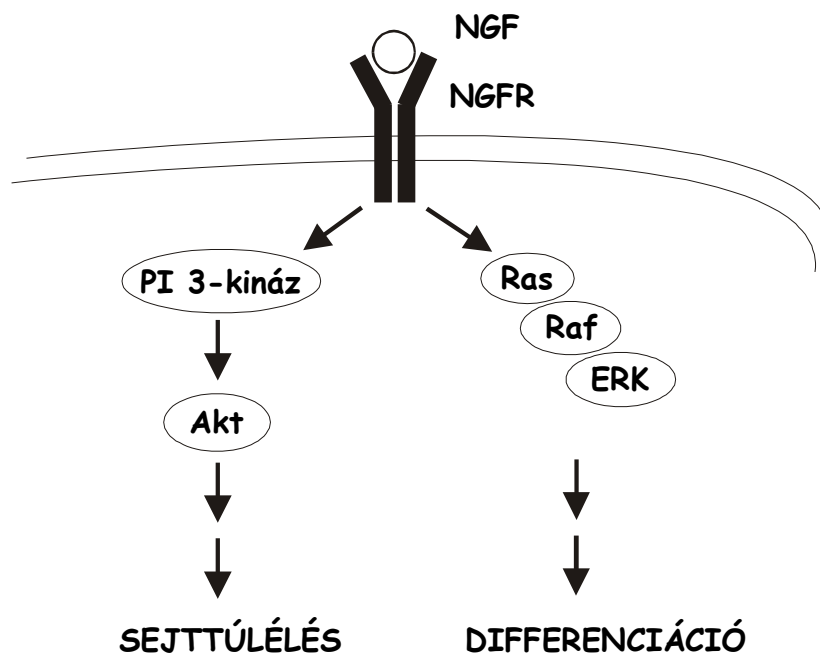 NGF
NGFR
PI 3-kináz
Ras
Raf
ERK
Akt
SEJTTÚLÉLÉS
DIFFERENCIÁCIÓ